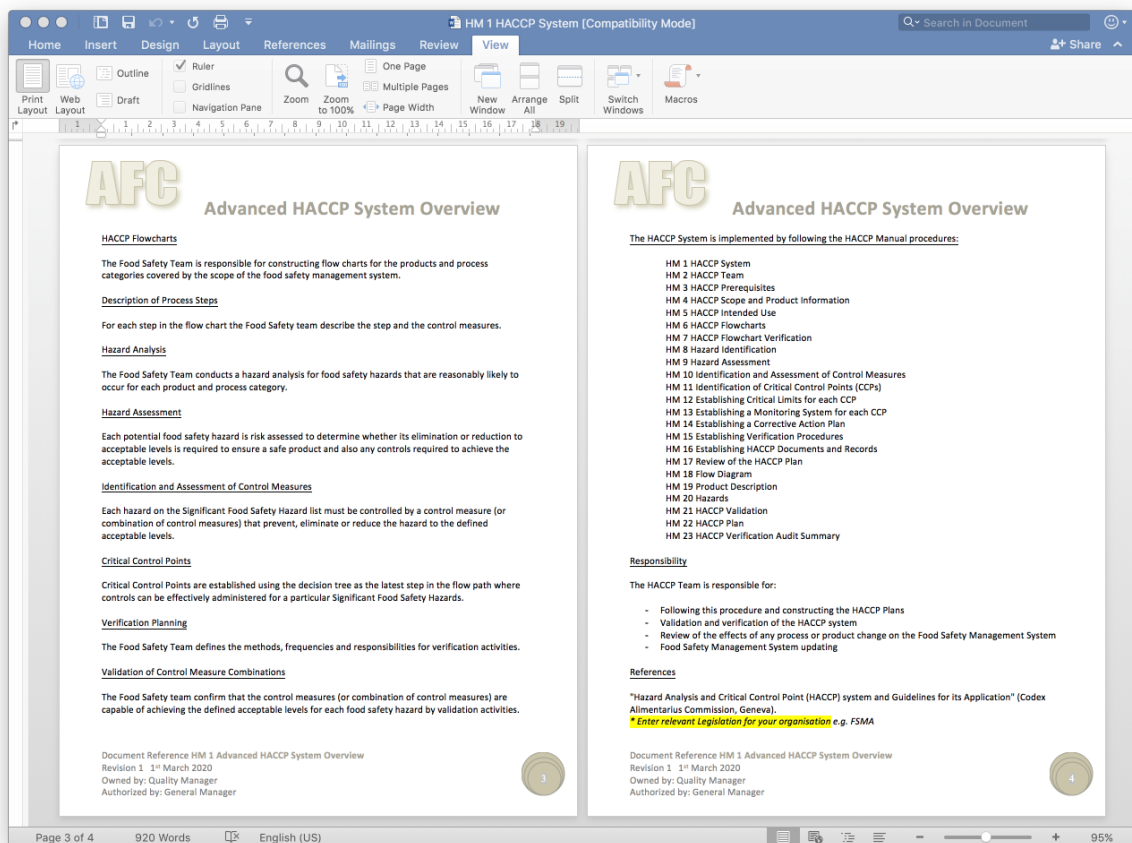 HM 1 HACCP System [Compatibility Mode]
Search in Document
Home Insert Design Layout References Mailings Review View
Share
Print Layout
Web Layout
Outline
Draft
Ruler
Gridlines
Navigation Pane
Zoom
Zoom to 100%
One Page
Multiple Pages
Page Width
New Window
Arrange All
Split
Switch Windows
Macros
1 1 2 3 4 5 6 7 8 9 10 11 12 13 14 15 16 17 18 19
AFC
Advanced HACCP System Overview
HACCP Flowcharts
The Food Safety Team is responsible for constructing flow charts for the products and process
categories covered by the scope of the food safety management system.
Description of Process Steps
For each step in the flow chart the Food Safety team describe the step and the control measures.
Hazard Analysis
The Food Safety Team conducts a hazard analysis for food safety hazards that are reasonably likely to
occur for each product and process category.
Hazard Assessment
Each potential food safety hazard is risk assessed to determine whether its elimination or reduction to
acceptable levels is required to ensure a safe product and also any controls required to achieve the
acceptable levels.
Identification and Assessment of Control Measures
Each hazard on the Significant Food Safety Hazard list must be controlled by a control measure (or
combination of control measures) that prevent, eliminate or reduce the hazard to the defined
acceptable levels.
Critical Control Points
Critical Control Points are established using the decision tree as the latest step in the flow path where
controls can be effectively administered for a particular Significant Food Safety Hazards.
Verification Planning
The Food Safety Team defines the methods, frequencies and responsibilities for verification activities.
Validation of Control Measure Combinations
The Food Safety team confirm that the control measures (or combination of control measures) are
capable of achieving the defined acceptable levels for each food safety hazard by validation activities.
Document Reference HM 1 Advanced HACCP System Overview
Revision 1 1st March 2020
Owned by: Quality Manager
Authorized by: General Manager
3
AFC
Advanced HACCP System Overview
The HACCP System is implemented by following the HACCP Manual procedures:
HM 1 HACCP System
HM 2 HACCP Team
HM 3 HACCP Prerequisites
HM 4 HACCP Scope and Product Information
HM 5 HACCP Intended Use
HM 6 HACCP Flowcharts
HM 7 HACCP Flowchart Verification
HM 8 Hazard Identification
HM 9 Hazard Assessment
HM 10 Identification and Assessment of Control Measures
HM 11 Identification of Critical Control Points (CCPs)
HM 12 Establishing Critical Limits for each CCP
HM 13 Establishing a Monitoring System for each CCP
HM 14 Establishing a Corrective Action Plan
HM 15 Establishing Verification Procedures
HM 16 Establishing HACCP Documents and Records
HM 17 Review of the HACCP Plan
HM 18 Flow Diagram
HM 19 Product Description
HM 20 Hazards
HM 21 HACCP Validation
HM 22 HACCP Plan
HM 23 HACCP Verification Audit Summary
Responsibility
The HACCP Team is responsible for:
- Following this procedure and constructing the HACCP Plans
- Validation and verification of the HACCP system
- Review of the effects of any process or product change on the Food Safety Management System
- Food Safety Management System updating
References
"Hazard Analysis and Critical Control Point (HACCP) system and Guidelines for its Application" (Codex
Alimentarius Commission, Geneva).
* Enter relevant Legislation for your organisation e.g. FSMA
Document Reference HM 1 Advanced HACCP System Overview
Revision 1 1st March 2020
Owned by: Quality Manager
Authorized by: General Manager
4
Page 3 of 4 920 Words English (US) 95%